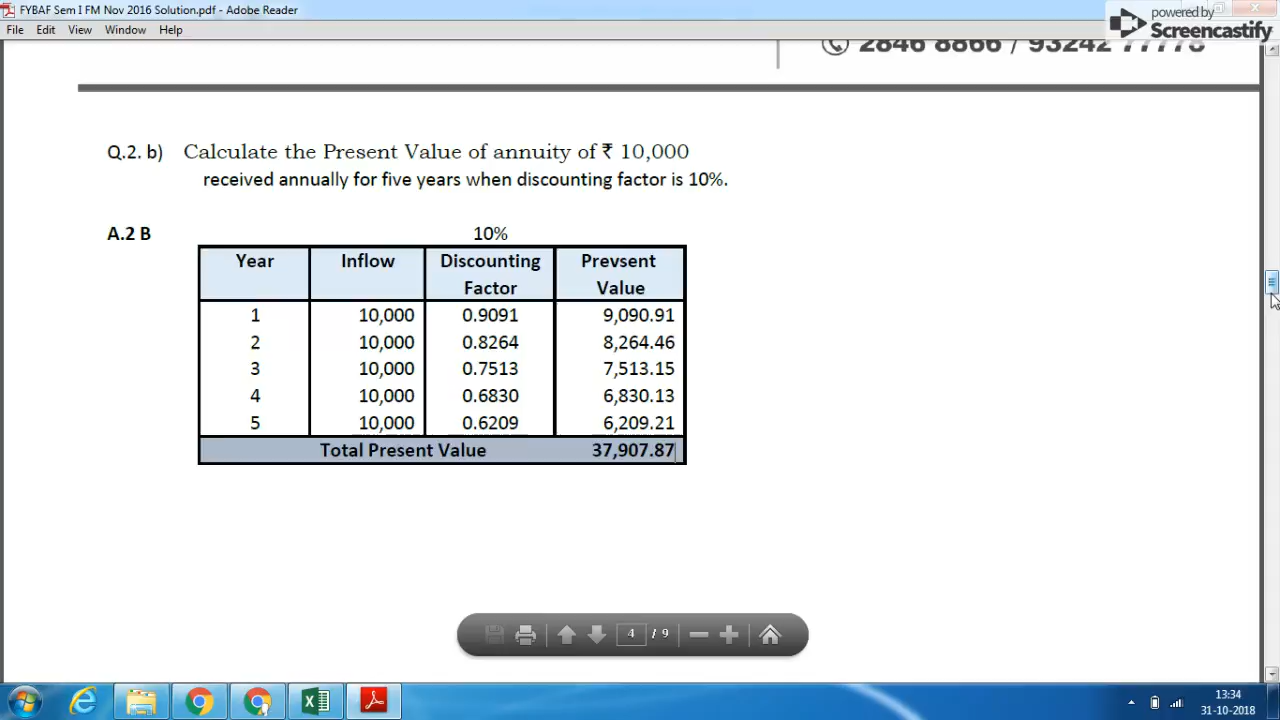 FYBAF Sem I FM Nov 2016 Solution.pdf - Adobe Reader
powered by
Screencastify
File Edit View Window Help
2846 8866 / 93242 77778
Q.2. b) Calculate the Present Value of annuity of ₹ 10,000
received annually for five years when discounting factor is 10%.
A.2 B 10%
Year Inflow Discounting Factor Prevsent Value
1 10,000 0.9091 9,090.91
2 10,000 0.8264 8,264.46
3 10,000 0.7513 7,513.15
4 10,000 0.6830 6,830.13
5 10,000 0.6209 6,209.21
Total Present Value 37,907.87
4 / 9
13:34
31-10-2018